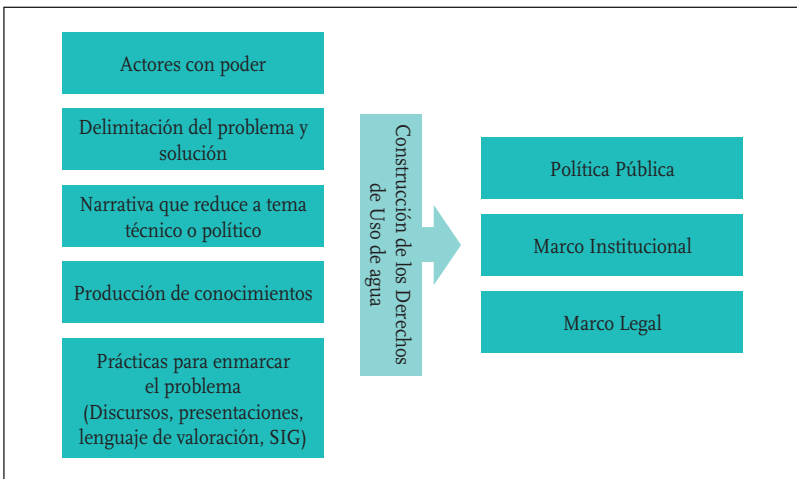 Actores con poder
Delimitación del problema y
solución
Narrativa que reduce a tema
técnico o político
Producción de conocimientos
Prácticas para enmarcar
el problema
(Discursos, presentaciones,
lenguaje de valoración, SIG)
Construcción de los Derechos
de Uso de agua
Política Pública
Marco Institucional
Marco Legal